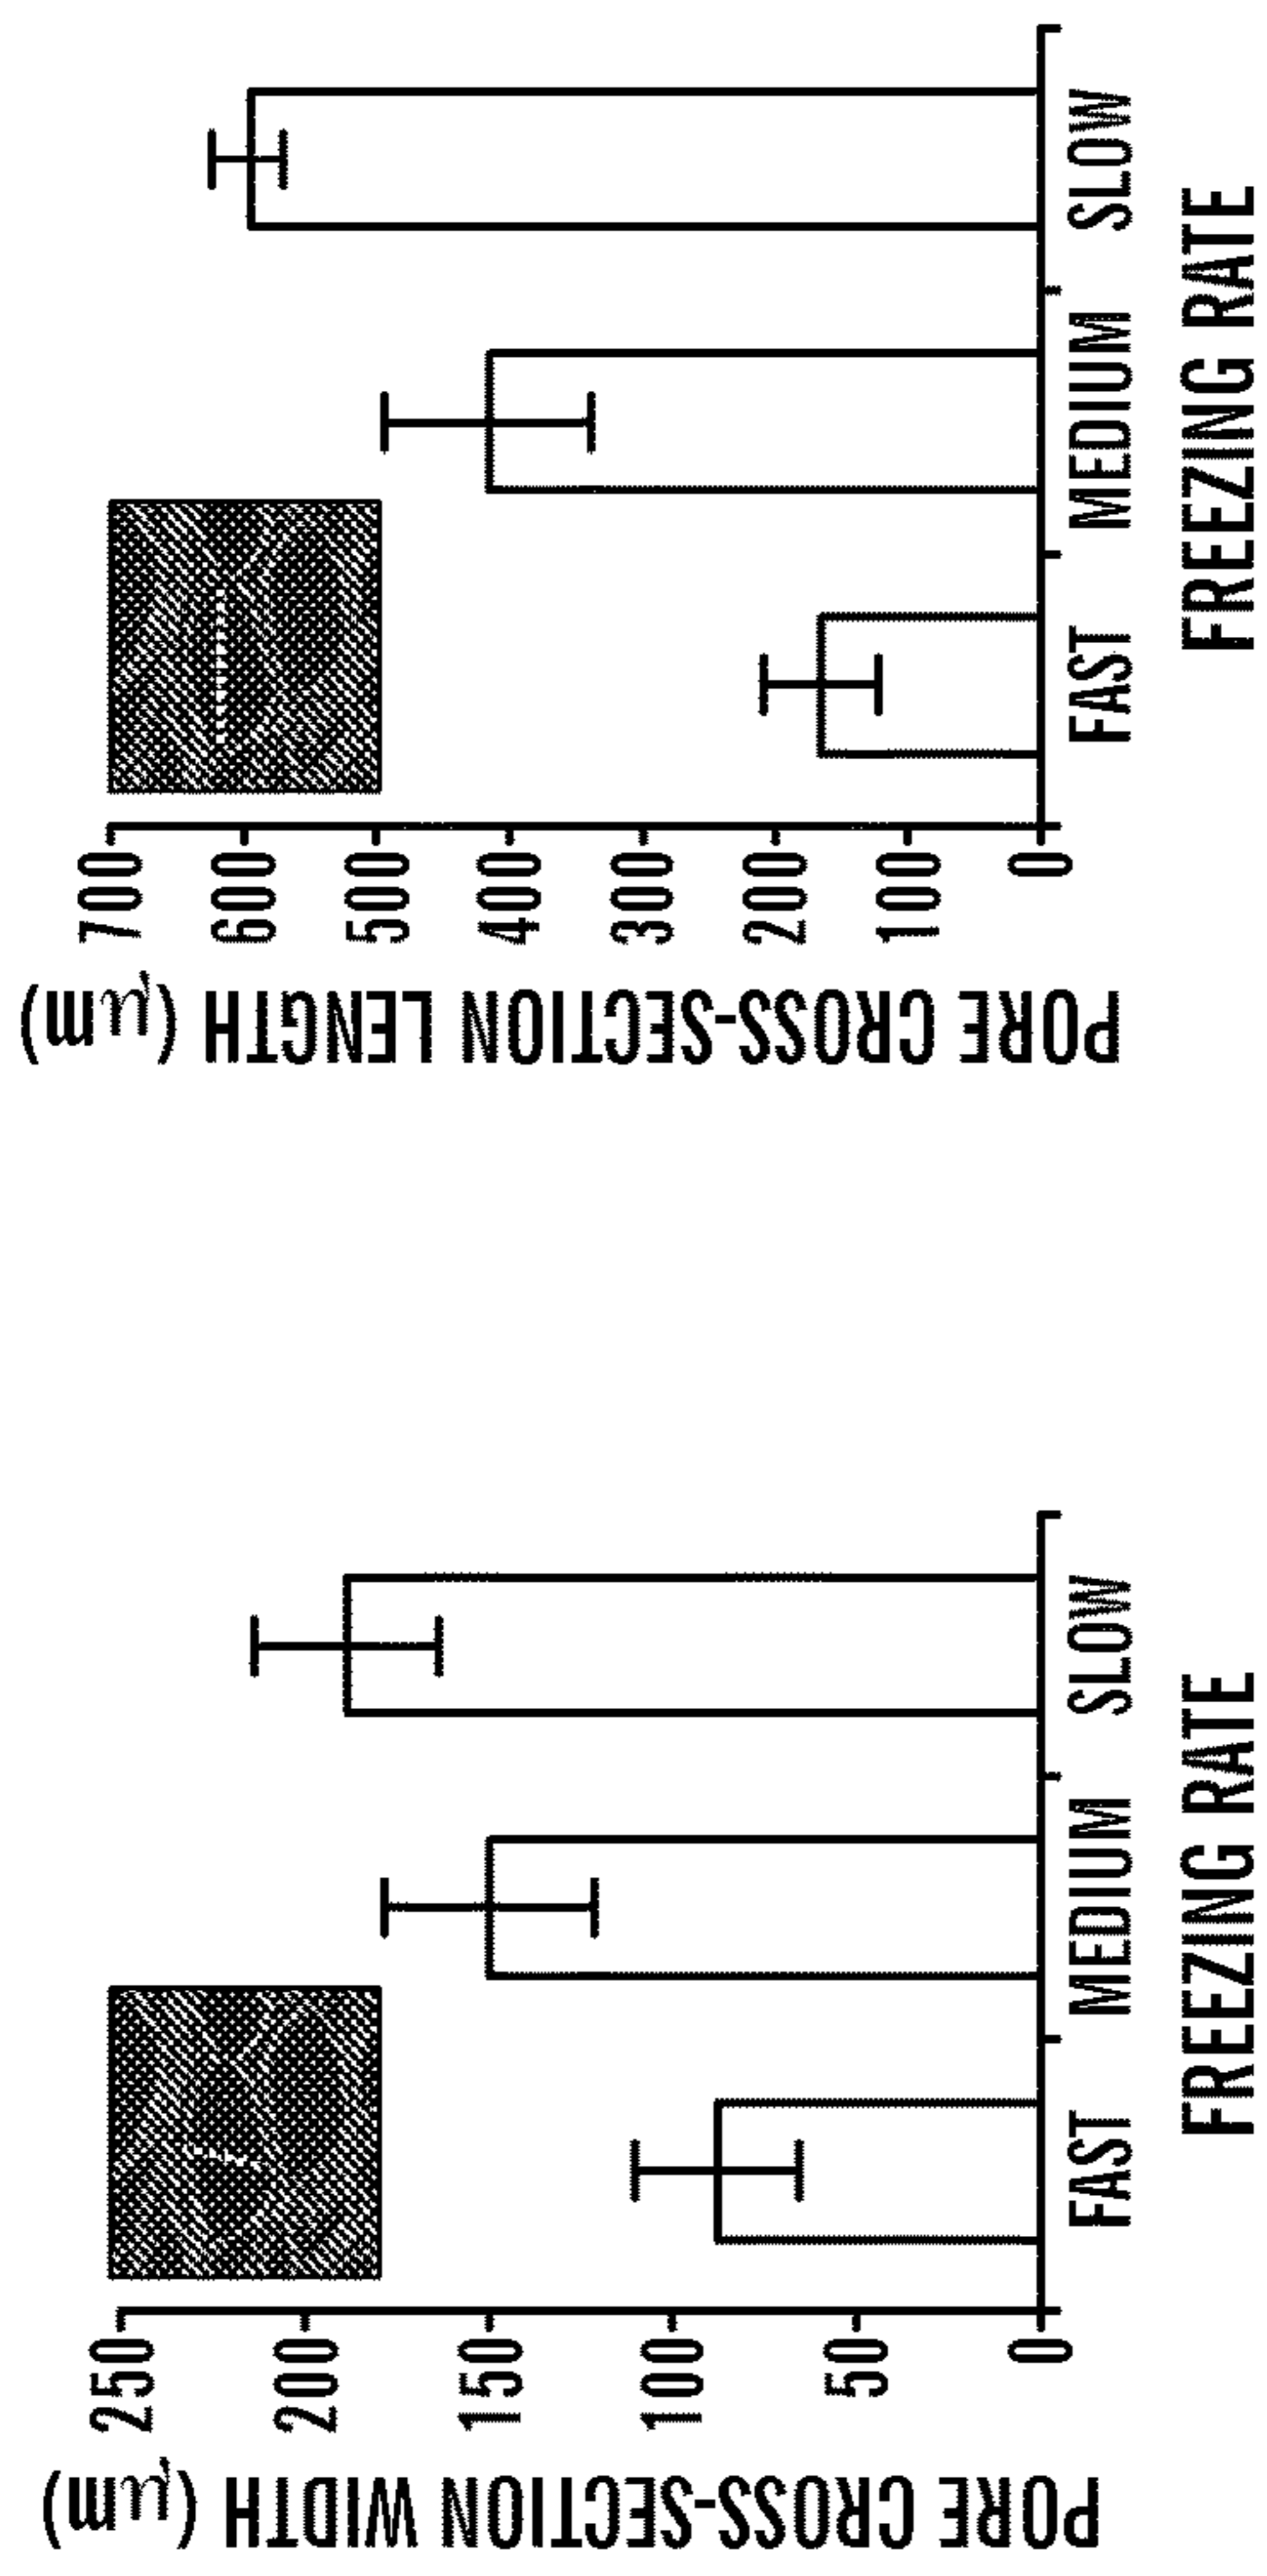 PORE CROSS-SECTION WIDTH (μm)
250
200
150
100
50
0
FAST
MEDIUM
SLOW
FREEZING RATE
PORE CROSS-SECTION LENGTH (μm)
700
600
500
400
300
200
100
0
FAST
MEDIUM
SLOW
FREEZING RATE